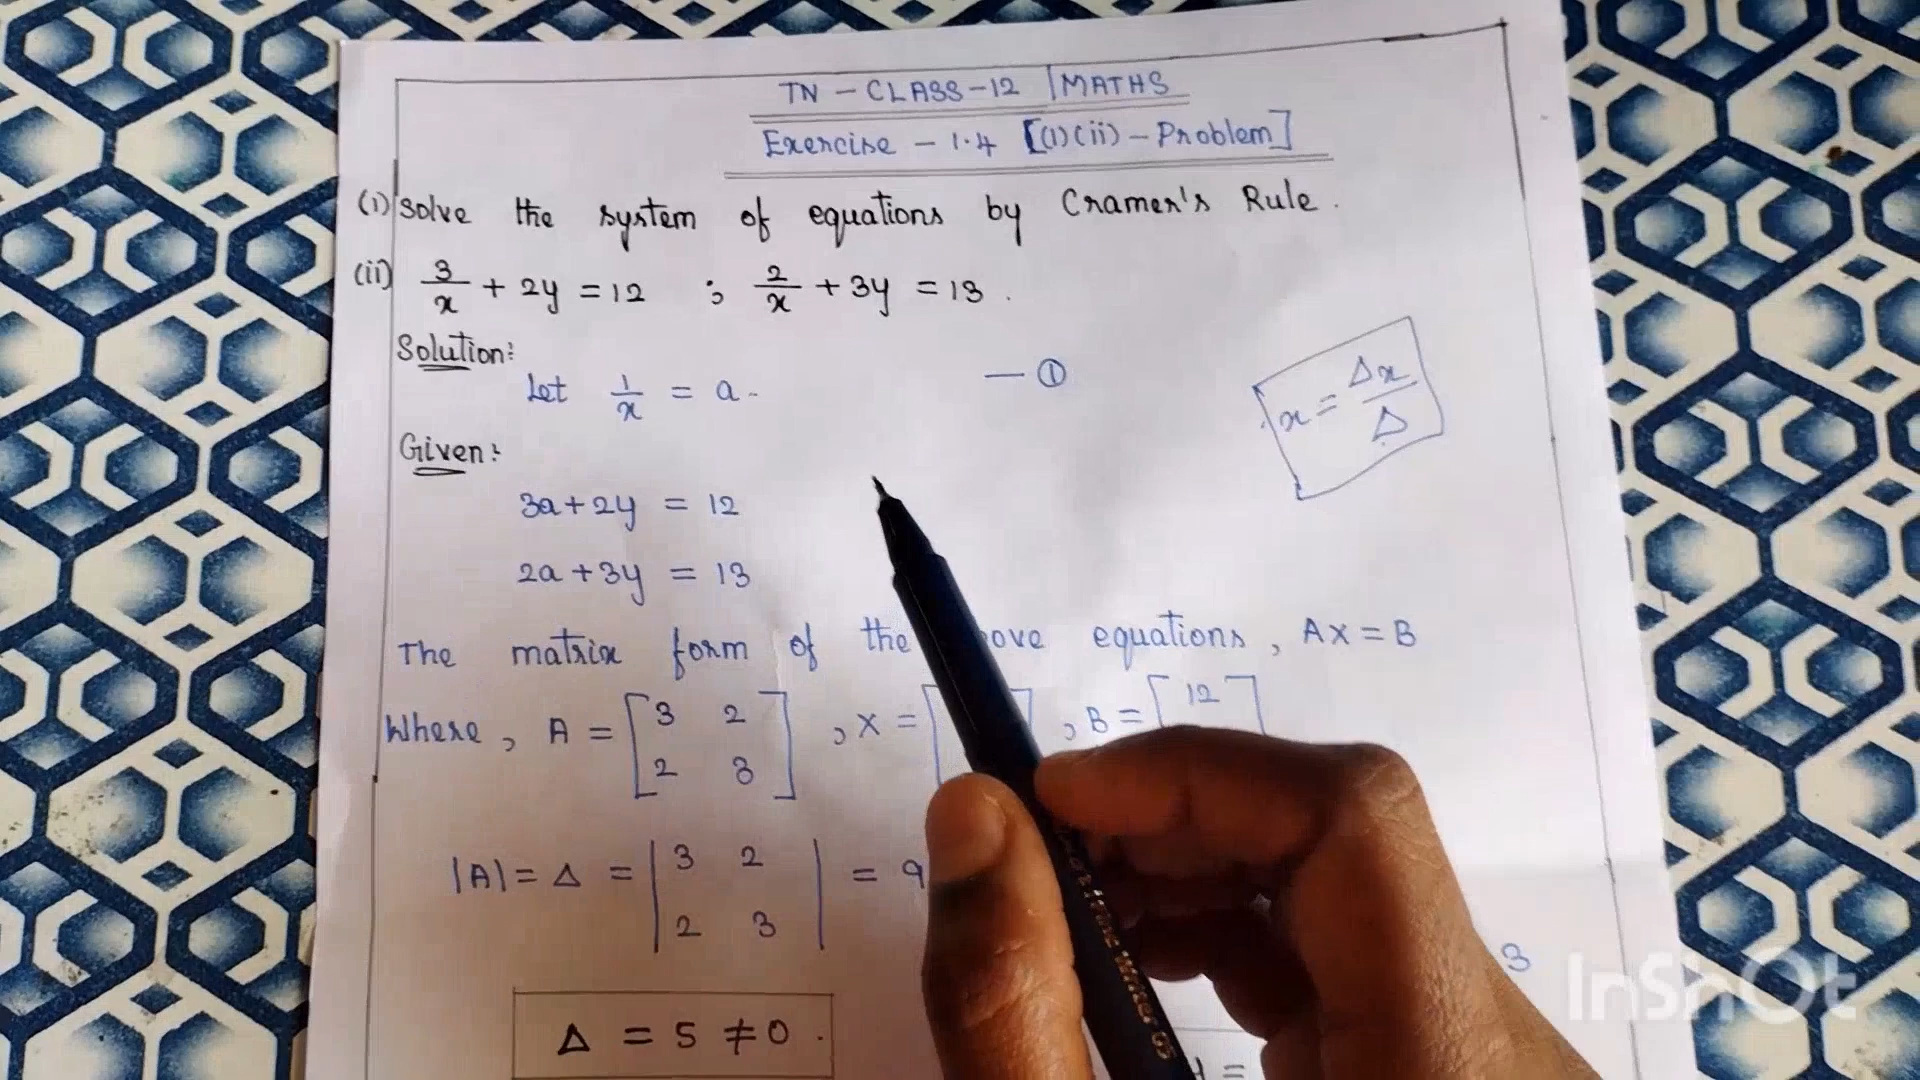 TN - CLASS-12 | MATHS
Exercise - 1.4 [(1)(ii) - Problem]
(1) Solve the system of equations by Cramer's Rule.
(ii) 3/x + 2y = 12 ; 2/x + 3y = 13.
Solution:
Let 1/x = a. — ①
x = Δx/Δ
Given:
3a + 2y = 12
2a + 3y = 13
The matrix form of the equations, AX = B
Where, A = [3 2
2 3], X = [ ], B = [12
|A| = Δ = |3 2
2 3| = 9
3
Δ = 5 ≠ 0.
=
InShOt